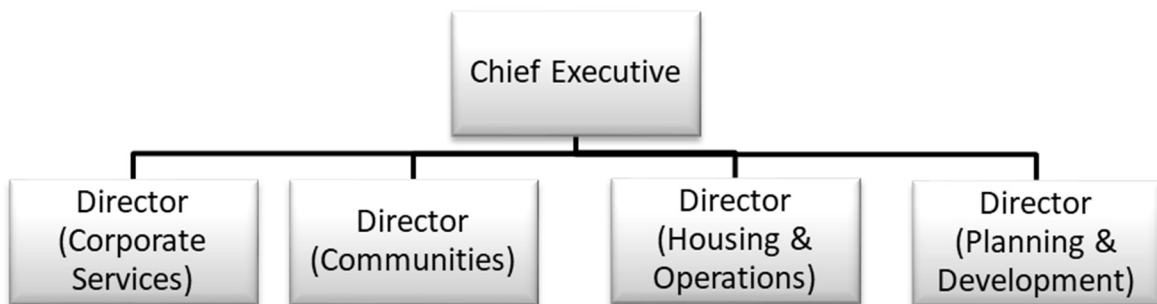 Chief Executive
Director
(Corporate
Services)
Director
(Communities)
Director
(Housing &
Operations)
Director
(Planning &
Development)